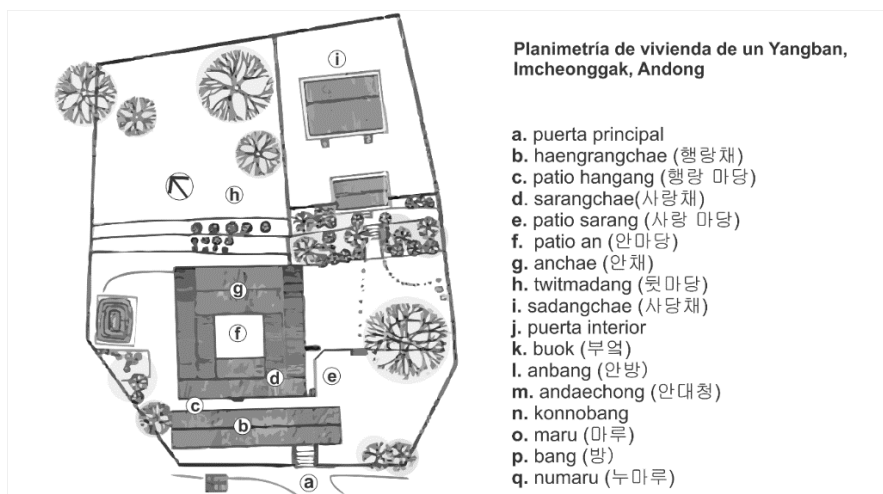 Planimetría de vivienda de un Yangban,
Imcheonggak, Andong
a. puerta principal
b. haengrangchae (행랑채)
c. patio hangang (행랑 마당)
d. sarangchae(사랑채)
e. patio sarang (사랑 마당)
f. patio an (안마당)
g. anchae (안채)
h. twitmadang (뒷마당)
i. sadangchae (사당채)
j. puerta interior
k. buok (부엌)
l. anbang (안방)
m. andaechong (안대청)
n. konnobang
o. maru (마루)
p. bang (방)
q. numaru (누마루)
i
h
g
f
d
e
c
b
a